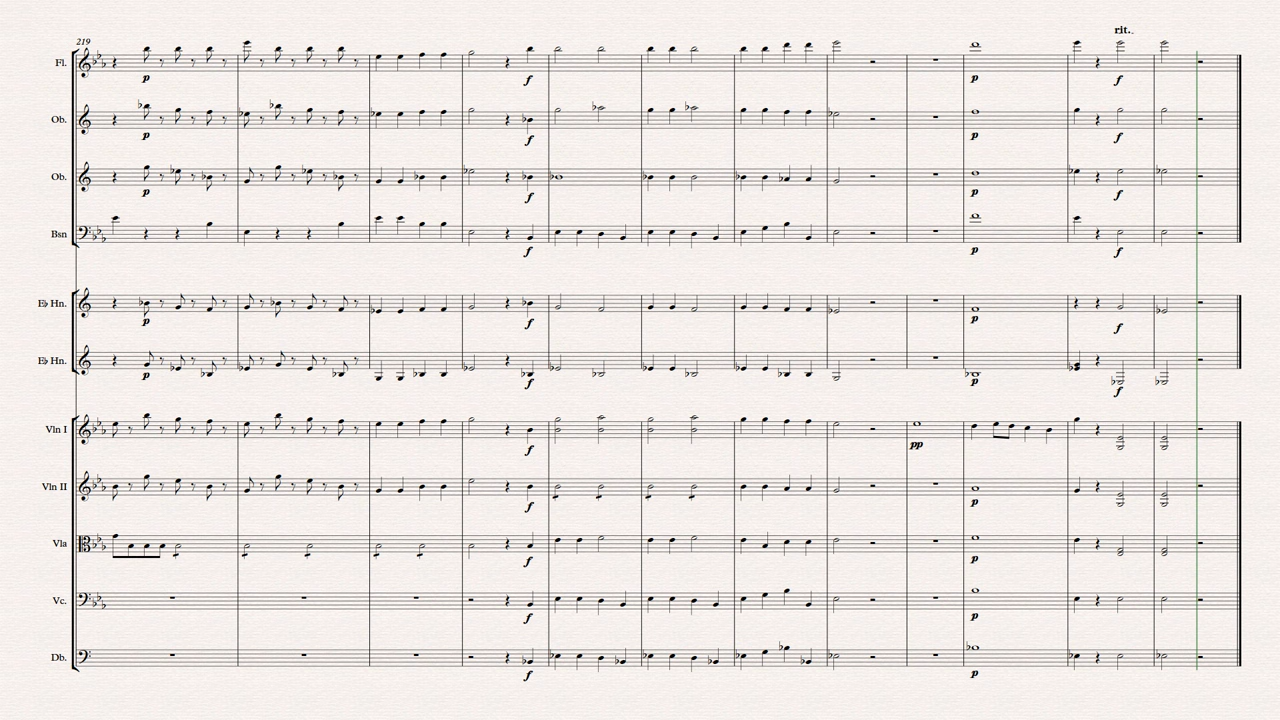 rit.
219
Fl.
p
f
p
f
Ob.
p
f
p
f
Ob.
p
f
p
f
Bsn
f
p
f
E♭ Hn.
p
f
p
f
E♭ Hn.
p
f
p
f
Vln I
f
pp
Vln II
f
p
Vla
f
p
Vc.
f
p
Db.
f
p